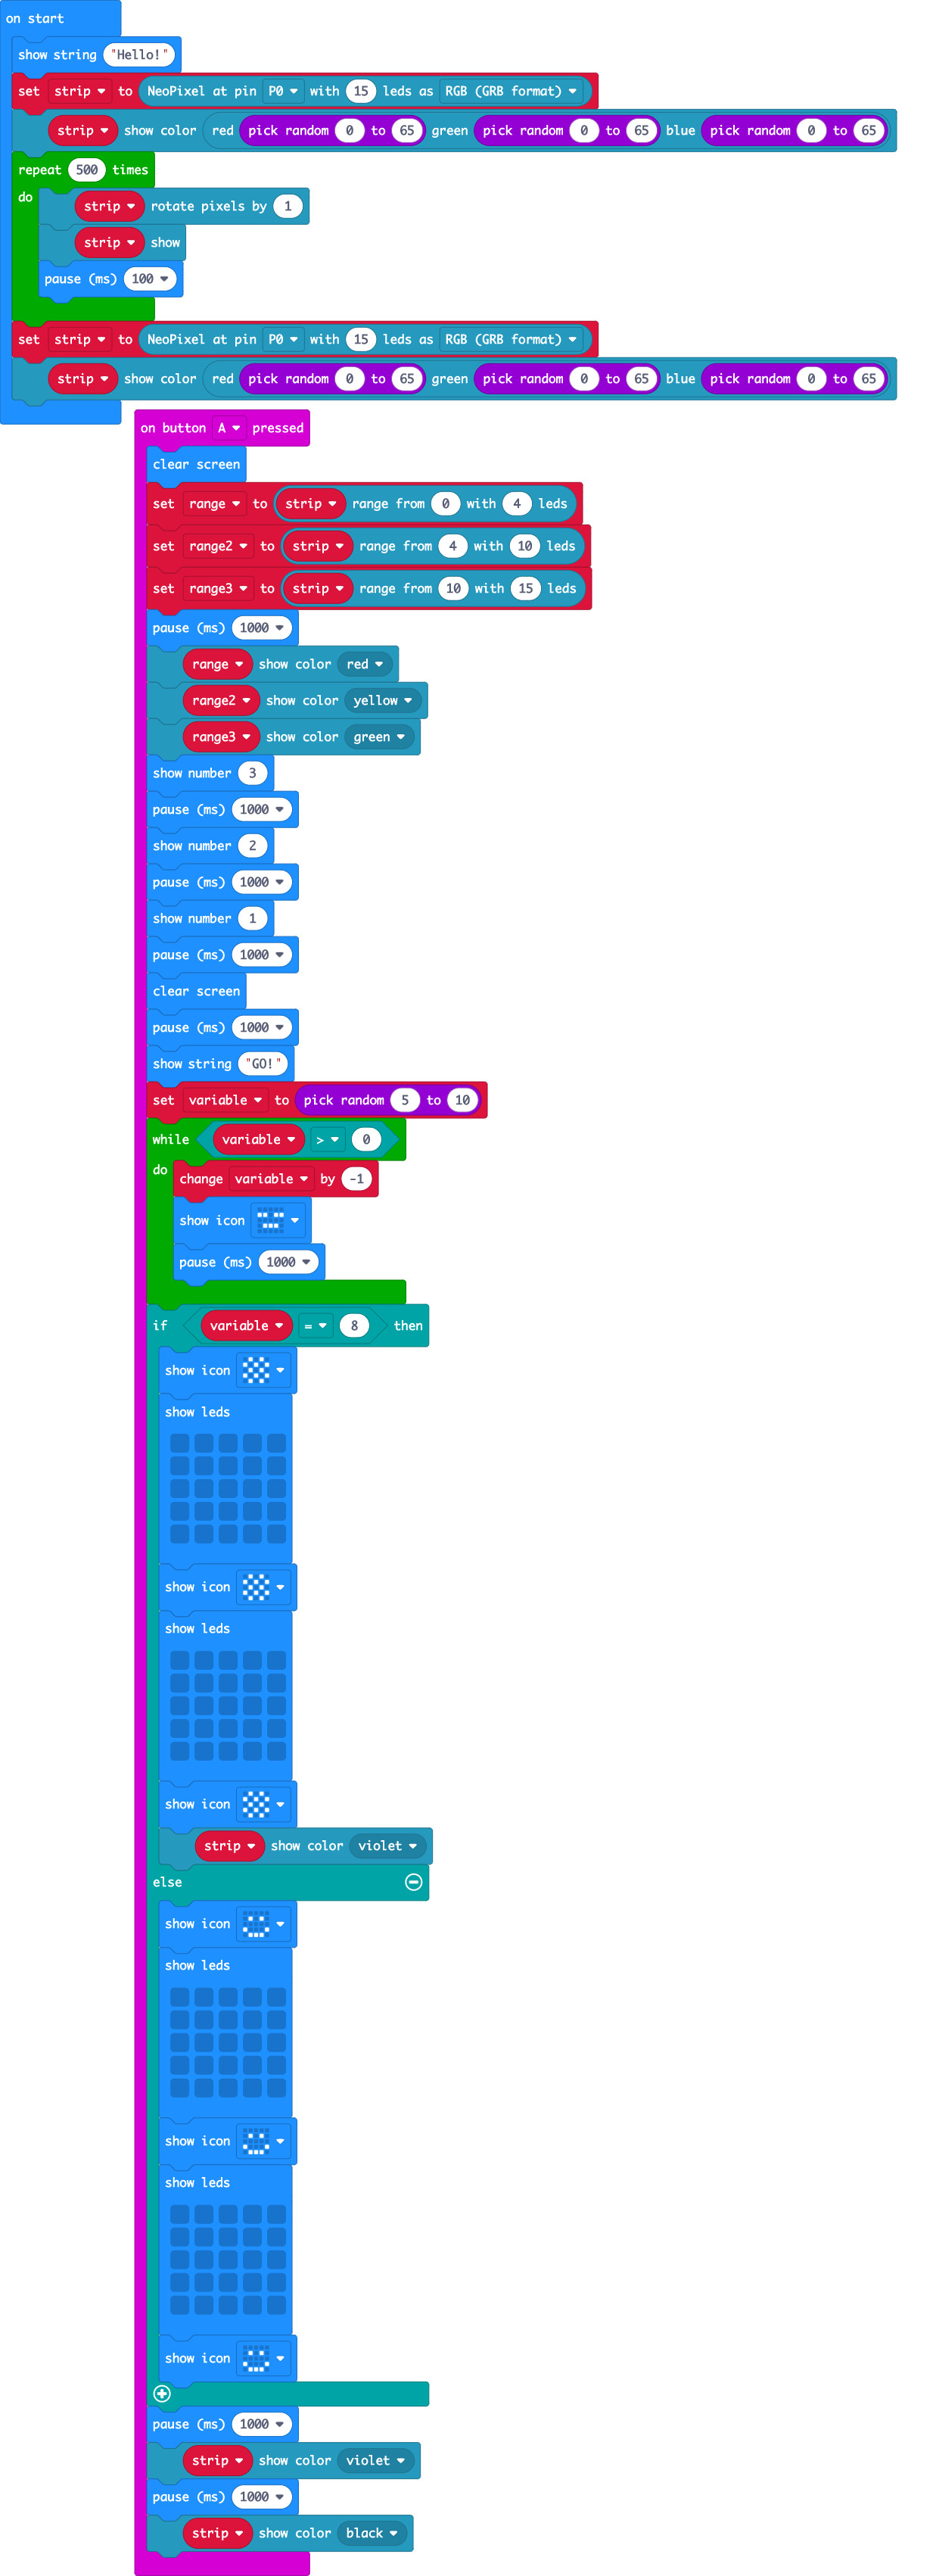 on start
show string "Hello!"
set strip to NeoPixel at pin P0 with 15 leds as RGB (GRB format)
strip show color red pick random 0 to 65 green pick random 0 to 65 blue pick random 0 to 65
repeat 500 times
do
strip rotate pixels by 1
strip show
pause (ms) 100
set strip to NeoPixel at pin P0 with 15 leds as RGB (GRB format)
strip show color red pick random 0 to 65 green pick random 0 to 65 blue pick random 0 to 65
on button A pressed
clear screen
set range to strip range from 0 with 4 leds
set range2 to strip range from 4 with 10 leds
set range3 to strip range from 10 with 15 leds
pause (ms) 1000
range show color red
range2 show color yellow
range3 show color green
show number 3
pause (ms) 1000
show number 2
pause (ms) 1000
show number 1
pause (ms) 1000
clear screen
pause (ms) 1000
show string "GO!"
set variable to pick random 5 to 10
while variable > 0
do
change variable by -1
show icon
pause (ms) 1000
if variable = 8 then
show icon
show leds
show icon
show leds
show icon
strip show color violet
else
show icon
show leds
show icon
show leds
show icon
pause (ms) 1000
strip show color violet
pause (ms) 1000
strip show color black